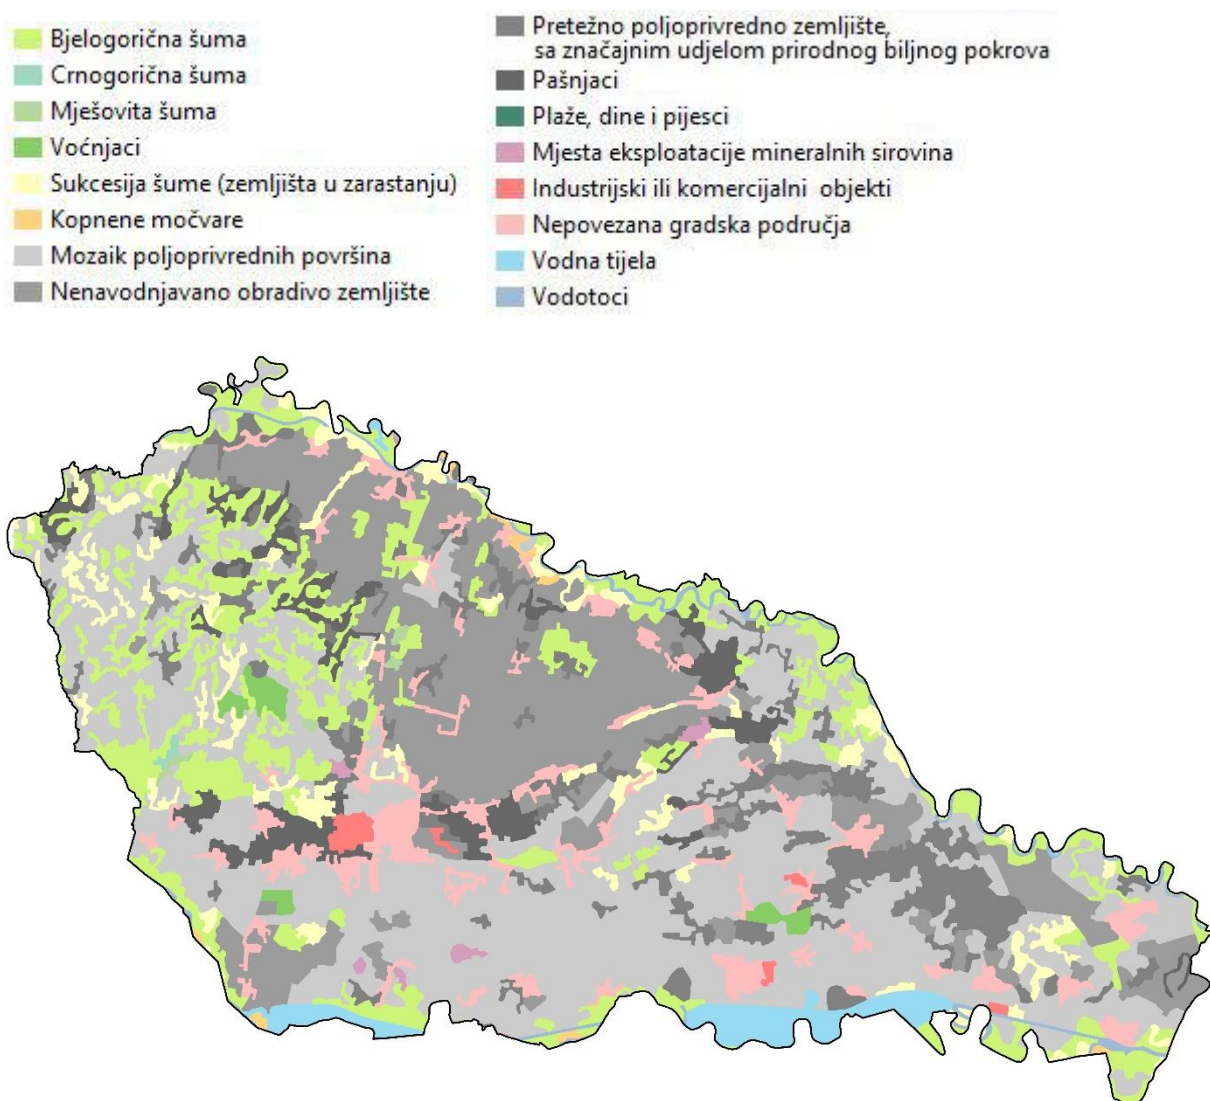 Bjelogorična šuma
Crnogorična šuma
Mješovita šuma
Voćnjaci
Sukcesija šume (zemljišta u zarastanju)
Kopnene močvare
Mozaik poljoprivrednih površina
Nenavodnjavano obradivo zemljište
Pretežno poljoprivredno zemljište,
sa značajnim udjelom prirodnog biljnog pokrova
Pašnjaci
Plaže, dine i pijesci
Mjesta eksploatacije mineralnih sirovina
Industrijski ili komercijalni objekti
Nepovezana gradska područja
Vodna tijela
Vodotoci